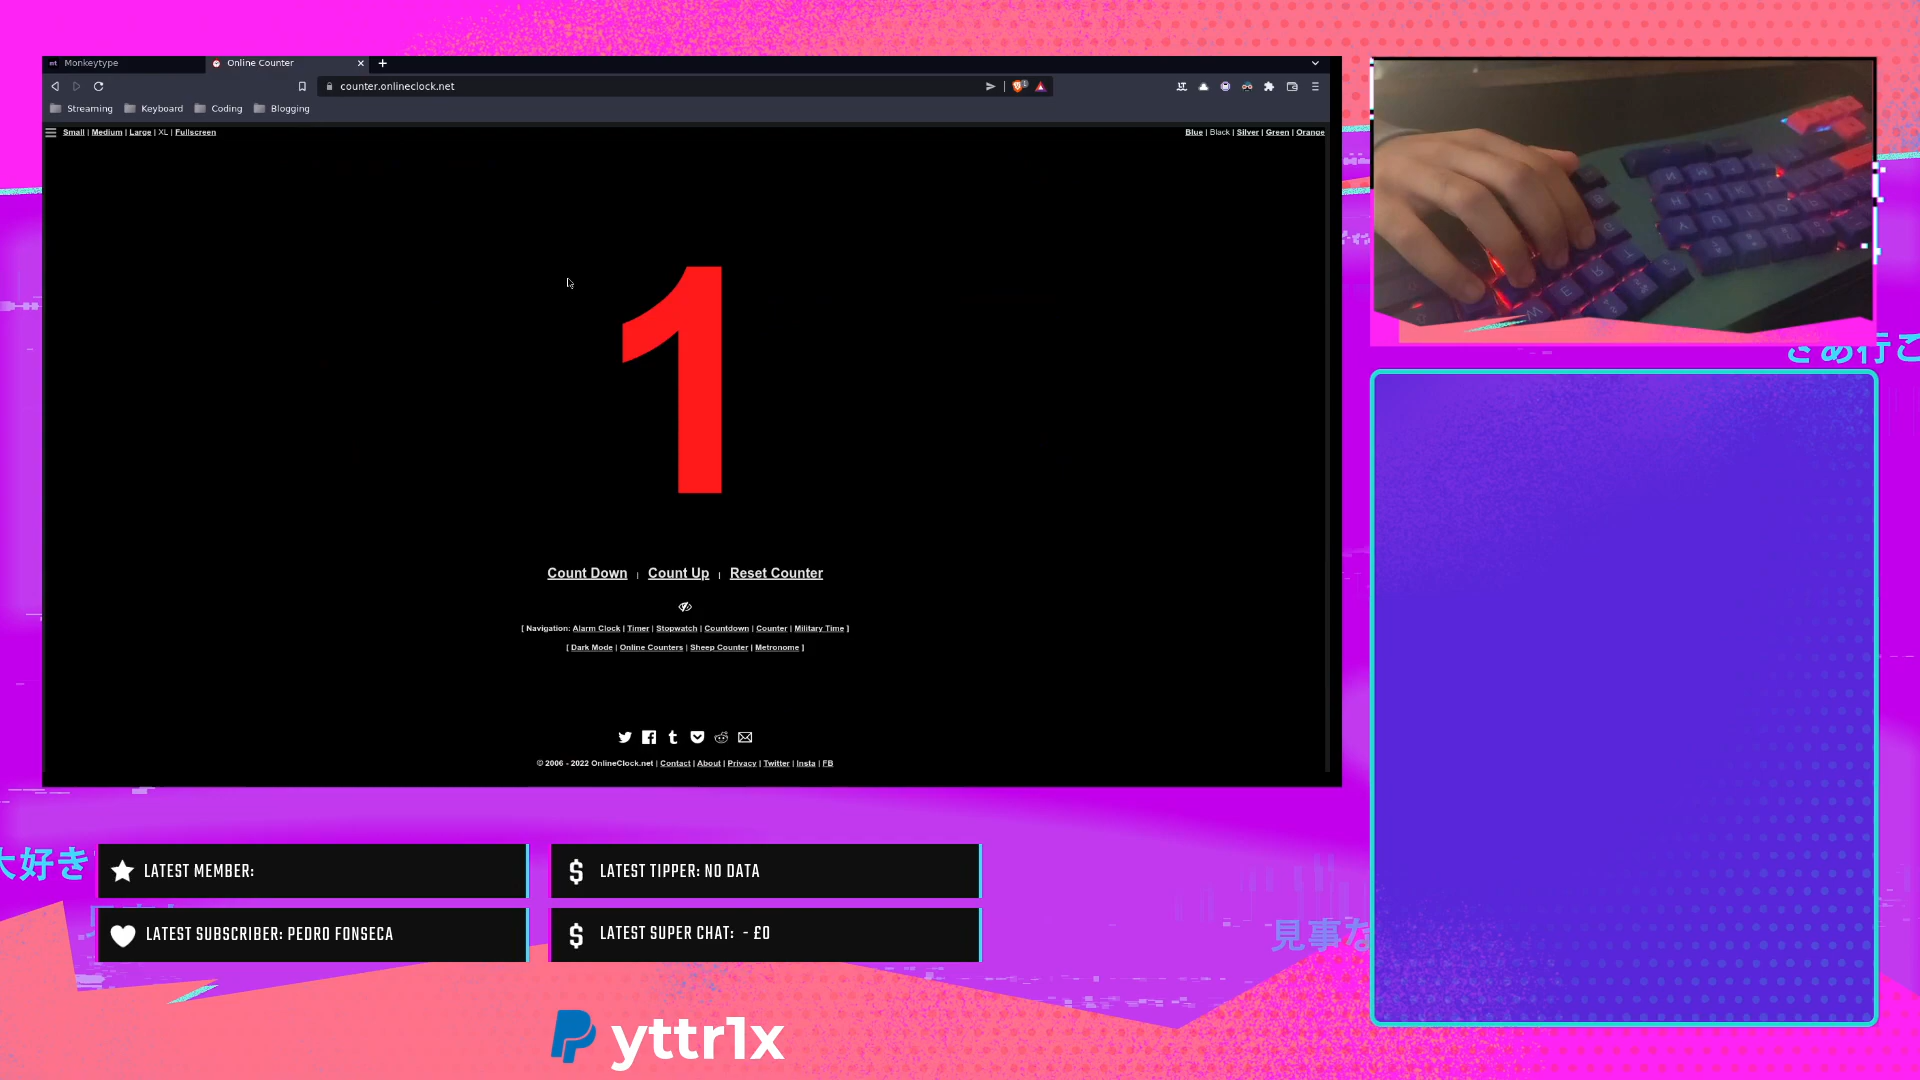 Monkeytype
Online Counter
counter.onlineclock.net
Streaming Keyboard Coding Blogging
Small | Medium | Large | XL | Fullscreen
Blue | Black | Silver | Green | Orange
1
Count Down | Count Up | Reset Counter
[ Navigation: Alarm Clock | Timer | Stopwatch | Countdown | Counter | Military Time ]
[ Dark Mode | Online Counters | Sheep Counter | Metronome ]
© 2006 - 2022 OnlineClock.net | Contact | About | Privacy | Twitter | Insta | FB
大好き
見事な
LATEST MEMBER:
LATEST TIPPER: NO DATA
LATEST SUBSCRIBER: PEDRO FONSECA
LATEST SUPER CHAT: - £0
yttr1x